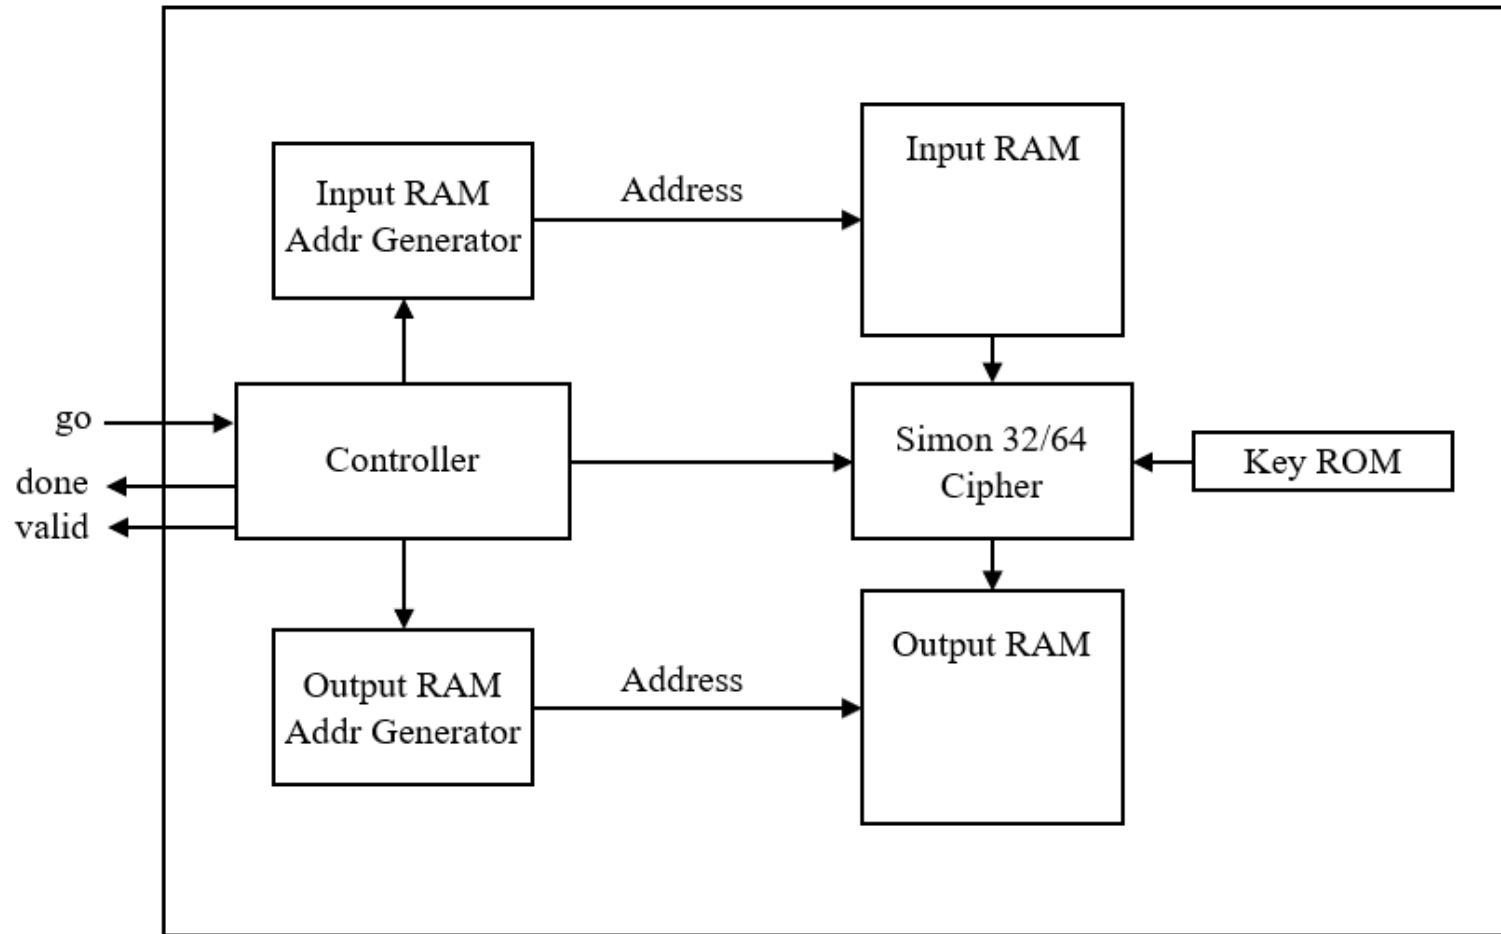 Input RAM
Input RAM
Addr Generator
Address
go
done
valid
Controller
Simon 32/64
Cipher
Key ROM
Output RAM
Addr Generator
Address
Output RAM